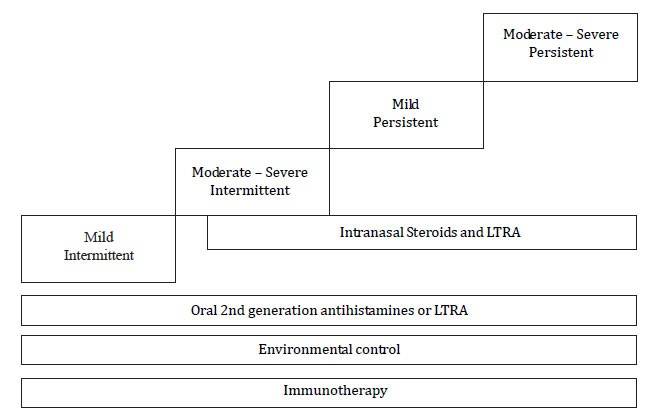 Moderate – Severe
Persistent
Mild
Persistent
Moderate – Severe
Intermittent
Mild
Intermittent
Intranasal Steroids and LTRA
Oral 2nd generation antihistamines or LTRA
Environmental control
Immunotherapy